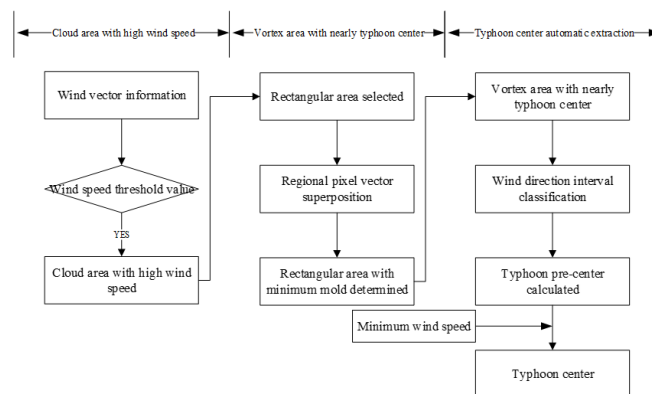 Cloud area with high wind speed
Vortex area with nearly typhoon center
Typhoon center automatic extraction
Wind vector information
Wind speed threshold value
YES
Cloud area with high wind
speed
Rectangular area selected
Regional pixel vector
superposition
Rectangular area with
minimum mold determined
Vortex area with nearly
typhoon center
Wind direction interval
classification
Typhoon pre-center
calculated
Minimum wind speed
Typhoon center